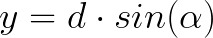 y = d · sin(α)